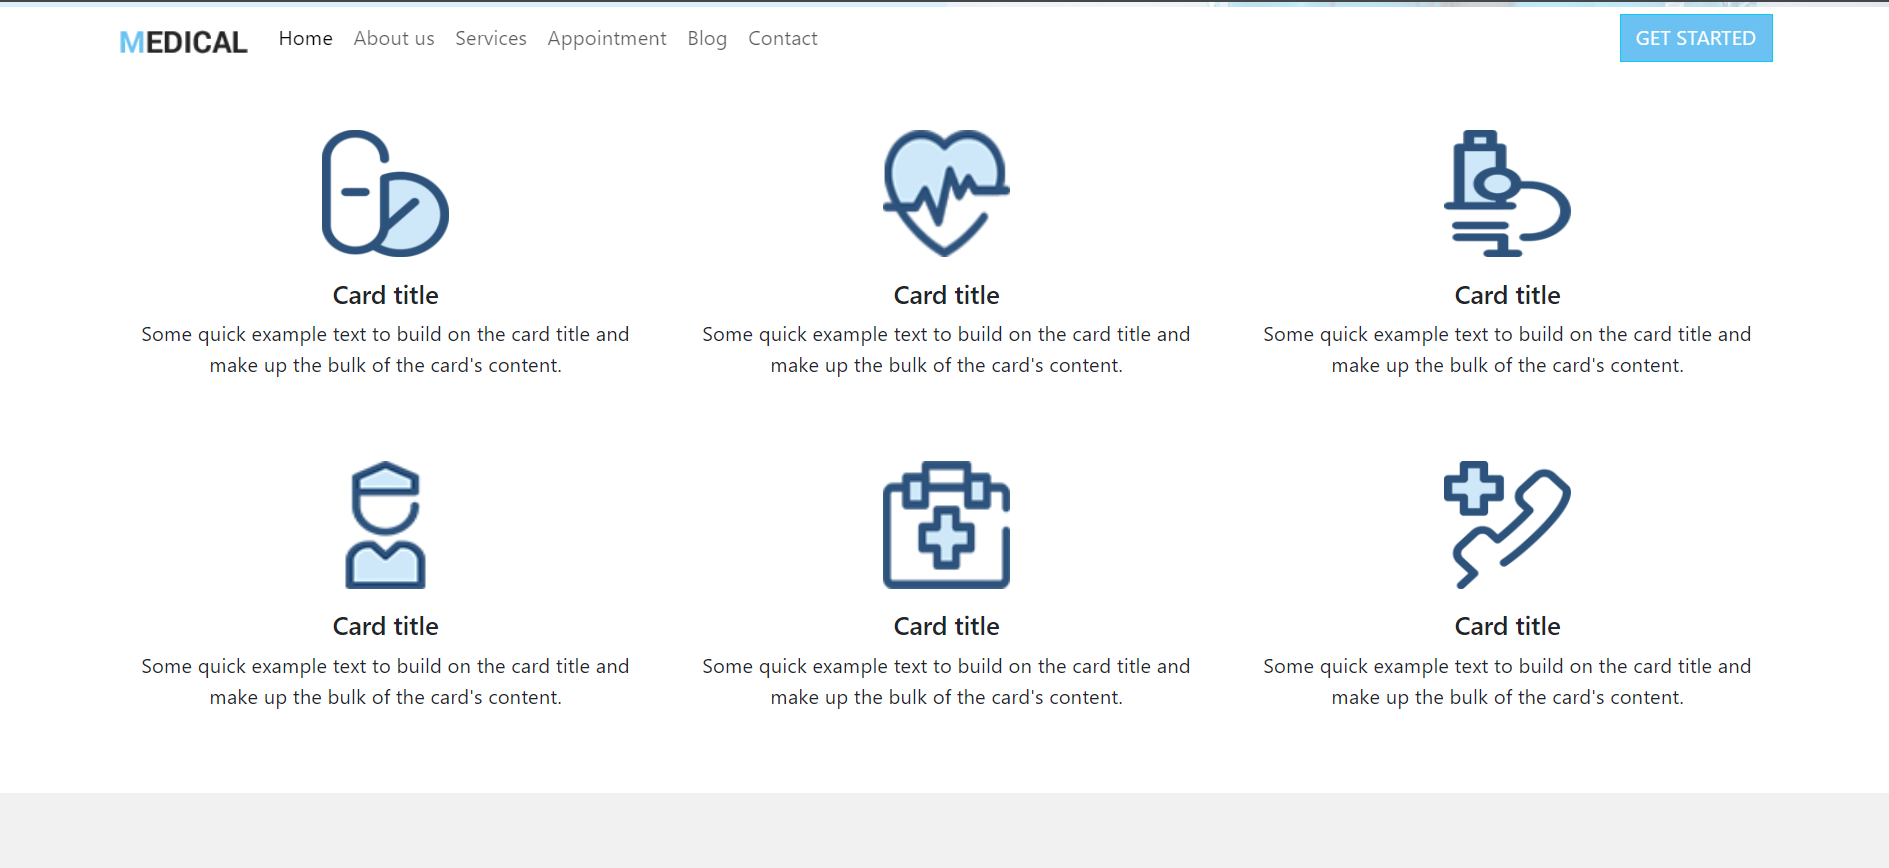 MEDICAL Home About us Services Appointment Blog Contact GET STARTED
Card title Card title Card title
Some quick example text to build on the card title and Some quick example text to build on the card title and Some quick example text to build on the card title and
make up the bulk of the card's content. make up the bulk of the card's content. make up the bulk of the card's content.
Card title Card title Card title
Some quick example text to build on the card title and Some quick example text to build on the card title and Some quick example text to build on the card title and
make up the bulk of the card's content. make up the bulk of the card's content. make up the bulk of the card's content.